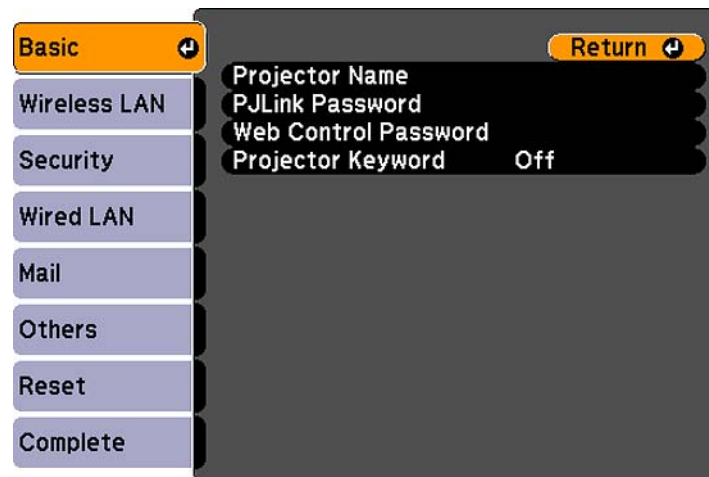 Basic
Return
Projector Name
PJLink Password
Wireless LAN
Web Control Password
Projector Keyword Off
Security
Wired LAN
Mail
Others
Reset
Complete